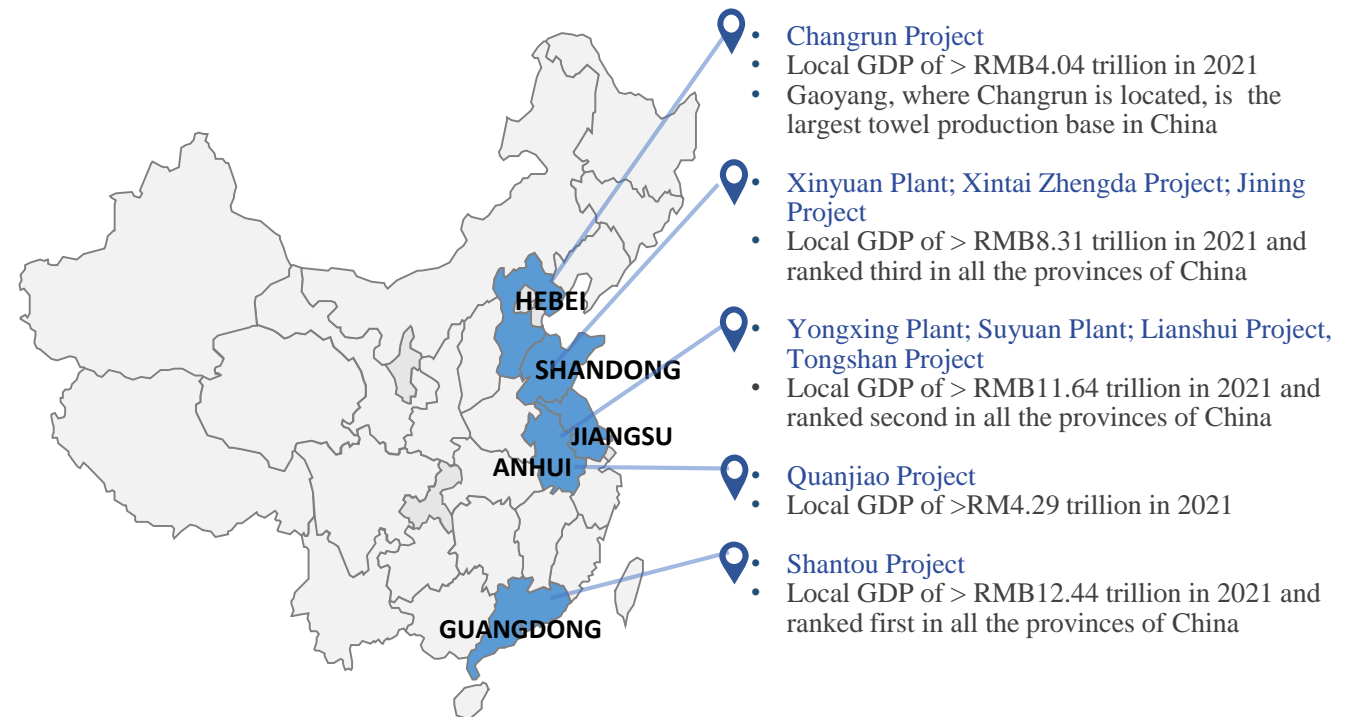 • Changrun Project
• Local GDP of > RMB4.04 trillion in 2021
• Gaoyang, where Changrun is located, is the
largest towel production base in China
• Xinyuan Plant; Xintai Zhengda Project; Jining
Project
• Local GDP of > RMB8.31 trillion in 2021 and
ranked third in all the provinces of China
• Yongxing Plant; Suyuan Plant; Lianshui Project,
Tongshan Project
• Local GDP of > RMB11.64 trillion in 2021 and
ranked second in all the provinces of China
• Quanjiao Project
• Local GDP of >RM4.29 trillion in 2021
• Shantou Project
• Local GDP of > RMB12.44 trillion in 2021 and
ranked first in all the provinces of China
HEBEI
SHANDONG
JIANGSU
ANHUI
GUANGDONG